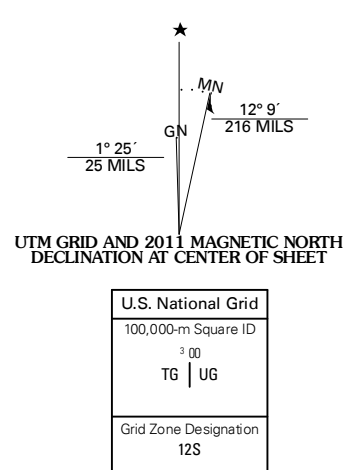 ★
MN
GN
12° 9´
216 MILS
1° 25´
25 MILS
UTM GRID AND 2011 MAGNETIC NORTH
DECLINATION AT CENTER OF SHEET
U.S. National Grid
100,000-m Square ID
3 00
TG | UG
Grid Zone Designation
12S